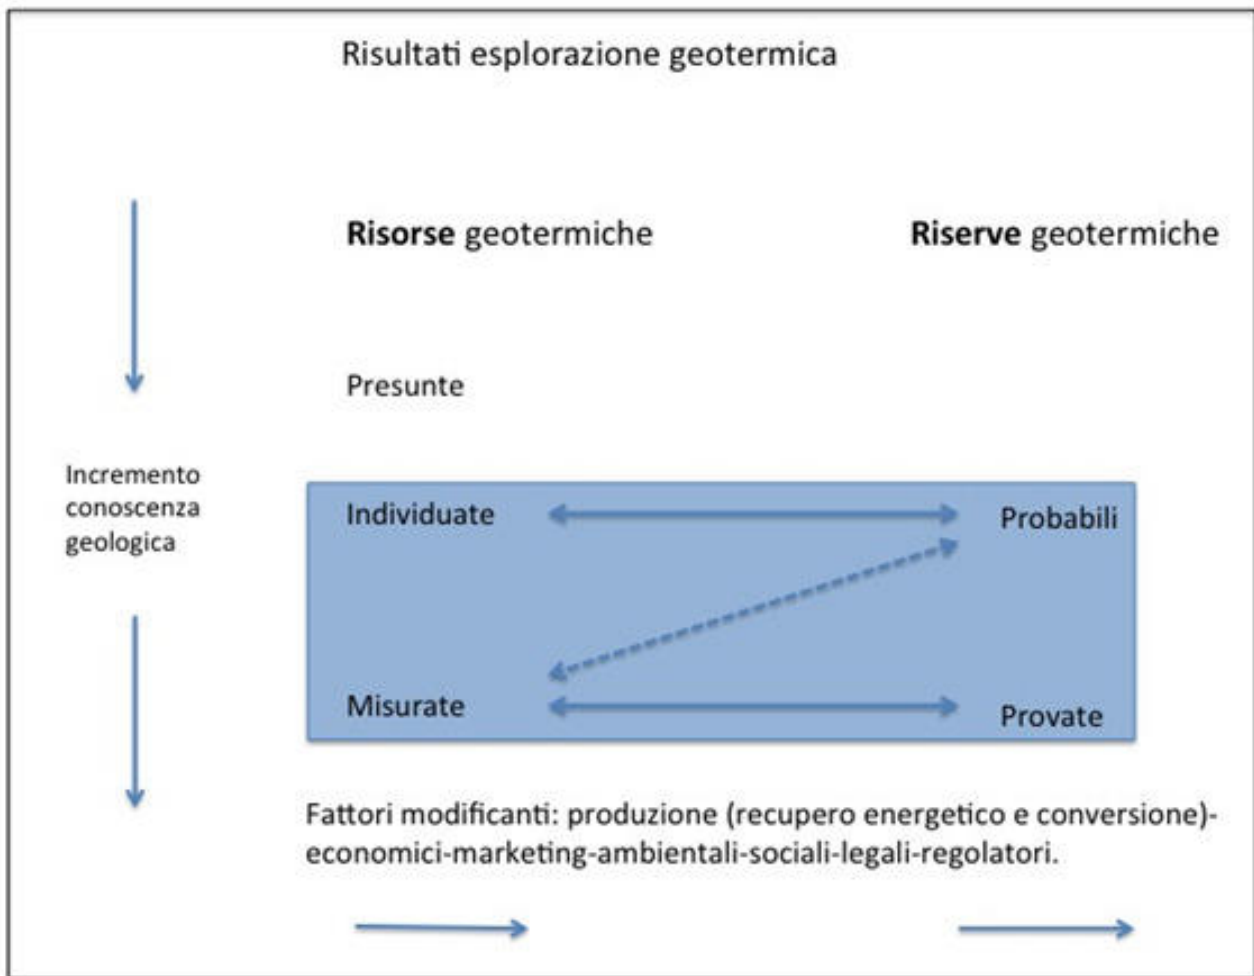 Risultati esplorazione geotermica
Risorse geotermiche
Riserve geotermiche
Presunte
Incremento
conoscenza
geologica
Individuate
Probabili
Misurate
Provate
Fattori modificanti: produzione (recupero energetico e conversione)-
economici-marketing-ambientali-sociali-legali-regolatori.